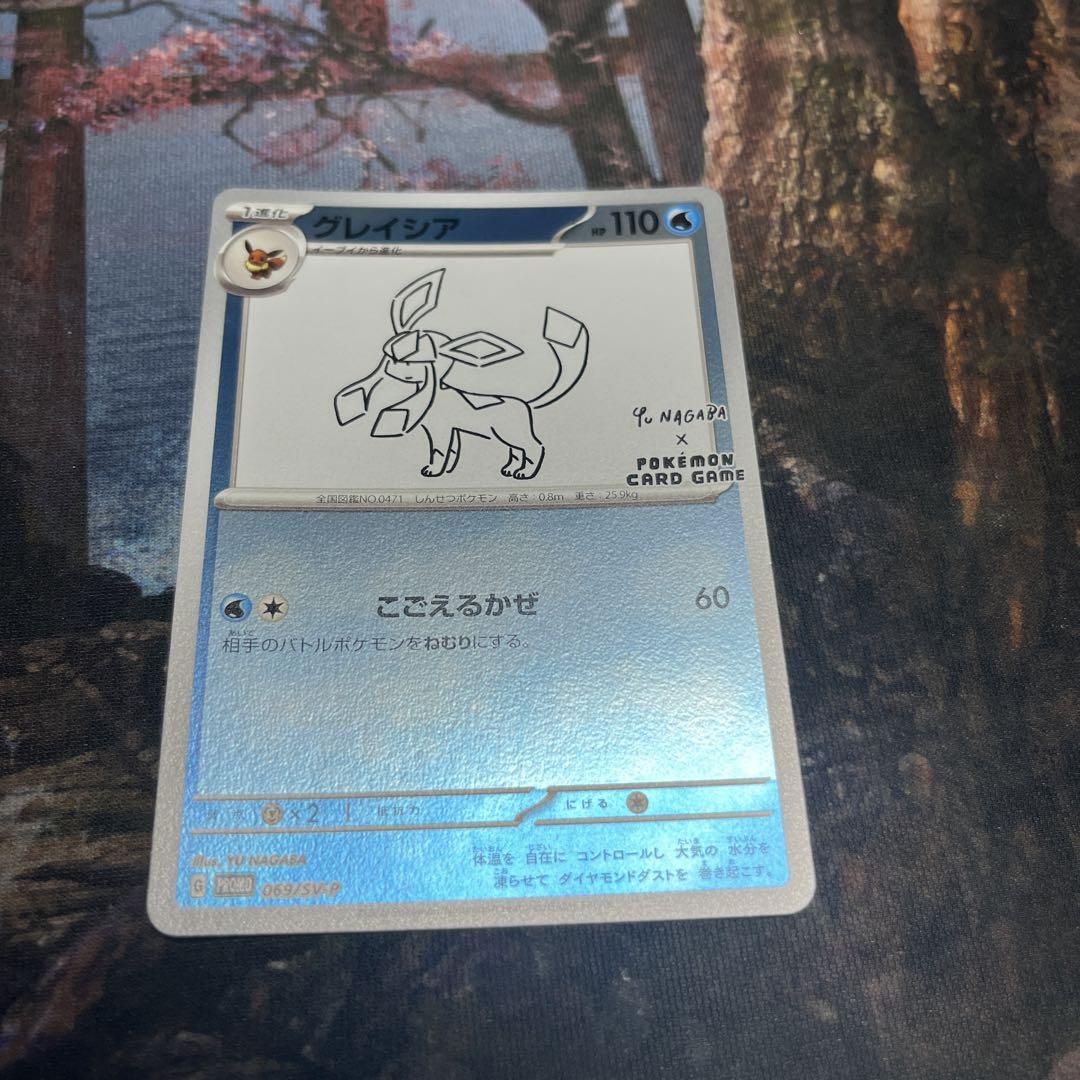 1進化
グレイシア
HP 110
イーブイから進化
Yu NAGABA
×
POKÉMON
CARD GAME
全国図鑑NO.0471 しんせつポケモン 高さ:0.8m 重さ:25.9kg
こごえるかぜ 60
相手のバトルポケモンをねむりにする。
×2 抵抗力 にげる
illus. YU NAGABA
体温を 自在に コントロールし 大気の 水分を
凍らせて ダイヤモンドダストを 巻き起こす。
G PROMO 069/SV-P